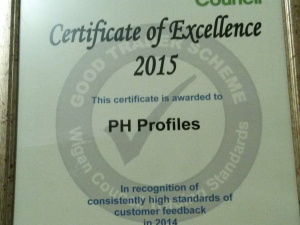 Council
Certificate of Excellence
2015
GOOD TRADER SCHEME
This certificate is awarded to
PH Profiles
Wigan Council Trading Standards
In recognition of
consistently high standards of
customer feedback
in 2014